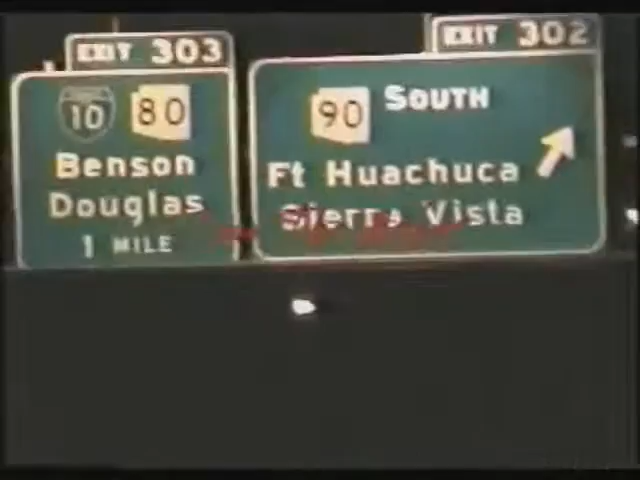 EXIT 303
10 80
Benson
Douglas
1 MILE
EXIT 302
90 SOUTH
Ft Huachuca
Sierra Vista